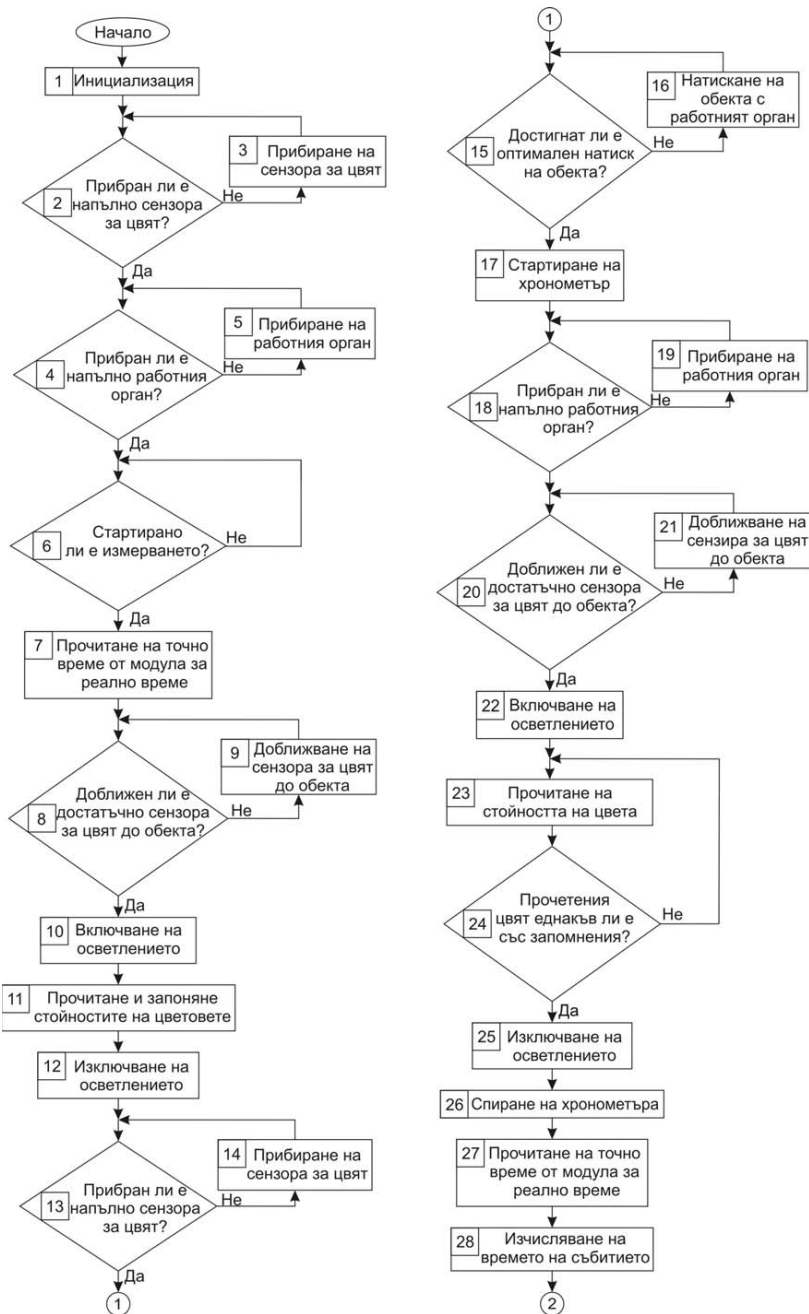 Начало
1 Инициализация
3 Прибиране на
сензора за цвят
Прибран ли е
2 напълно сензора
за цвят?
Не
Да
5 Прибиране на
работния орган
Прибран ли е
4 напълно работния
орган?
Не
Да
Стартирано
6 ли е измерването?
Не
Да
7 Прочитане на точно
време от модула за
реално време
9 Доближване на
сензора за цвят
до обекта
Доближен ли е
достатъчно сензора
8 за цвят до обекта?
Не
Да
10 Включване на
осветлението
11 Прочитане и запоняне
стойностите на цветовете
12 Изключване на
осветлението
14 Прибиране на
сензора за цвят
Прибран ли е
13 напълно сензора
за цвят?
Не
Да
1
1
16 Натискане на
обекта с
работният орган
Достигнат ли е
15 оптимален натиск
на обекта?
Не
Да
17 Стартиране на
хронометър
19 Прибиране на
работния орган
Прибран ли е
18 напълно работния
орган?
Не
21 Доближване на
сензира за цвят
до обекта
Доближен ли е
достатъчно сензора
20 за цвят до обекта?
Не
Да
22 Включване на
осветлението
23 Прочитане на
стойността на цвета
Прочетения
цвят еднакъв ли е
24 със запомнения?
Не
Да
25 Изключване на
осветлението
26 Спиране на хронометъра
27 Прочитане на точно
време от модула за
реално време
28 Изчисляване на
времето на събитието
2